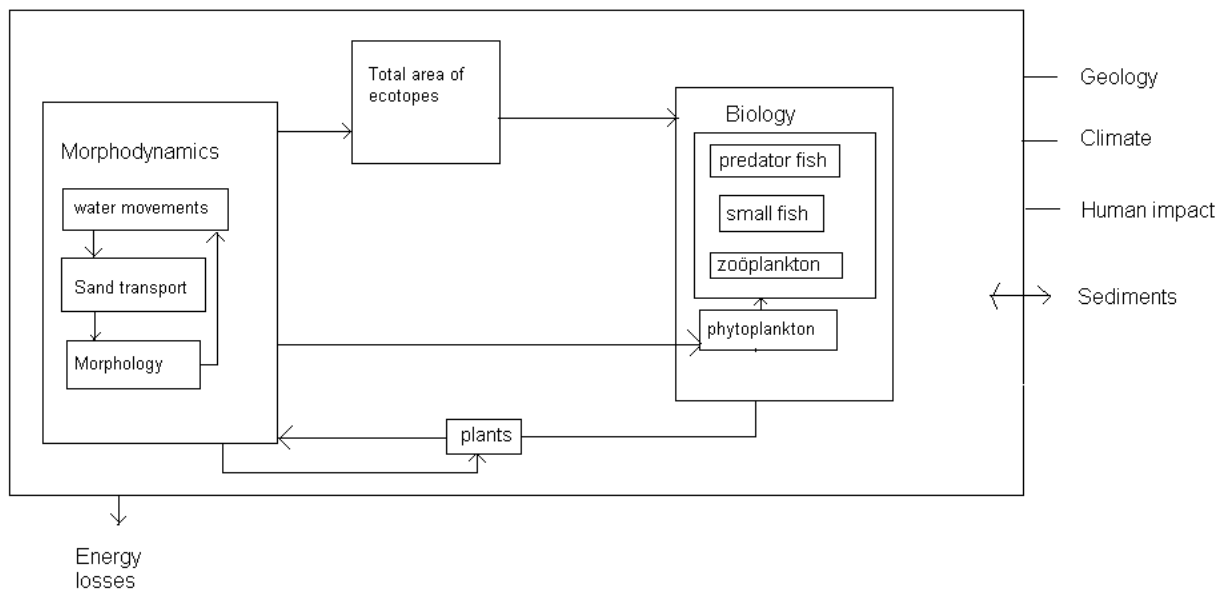 Total area of
ecotopes
Geology
Biology
Climate
Morphodynamics
predator fish
water movements
small fish
Human impact
zoöplankton
Sand transport
Sediments
phytoplankton
Morphology
plants
Energy
losses